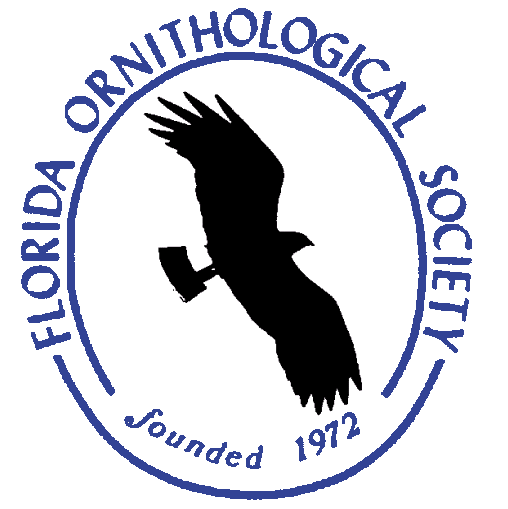 FLORIDA ORNITHOLOGICAL SOCIETY
founded 1972